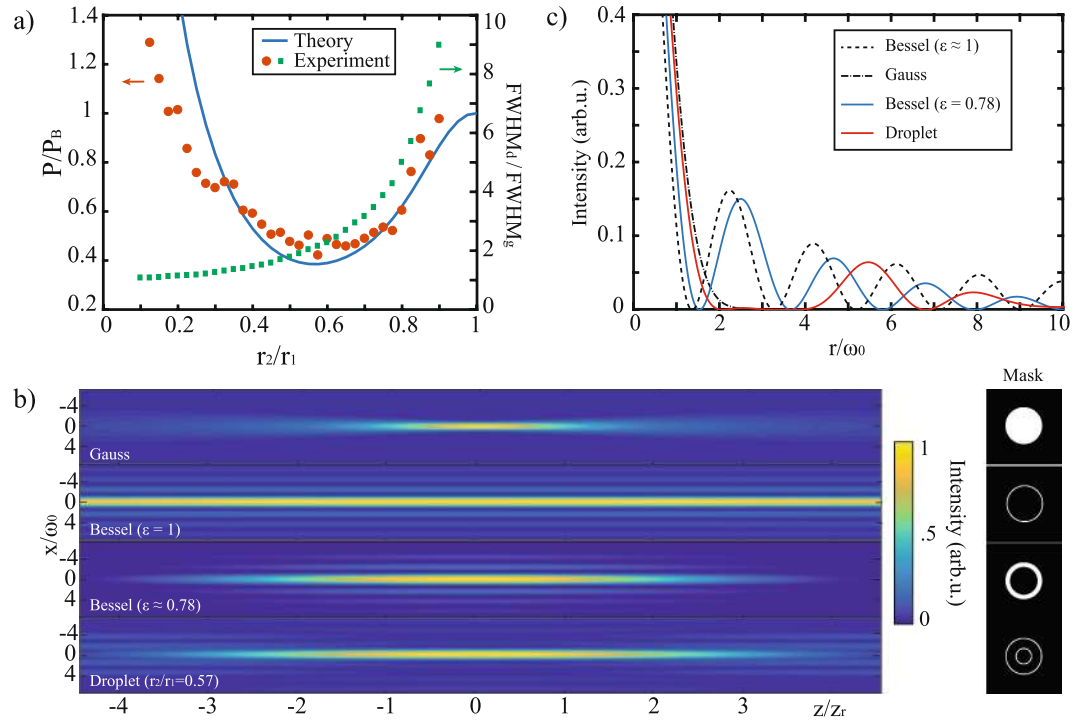 a)
1.4
1.2
1
0.8
0.6
0.4
0.2
P/PB
0
0.2
0.4
0.6
0.8
1
r2/r1
10
8
6
4
2
0
FWHMd / FWHMg
Theory
Experiment
c)
0.4
0.3
0.2
0.1
0
Intensity (arb.u.)
0
2
4
6
8
10
r/ω0
Bessel (ε ≈ 1)
Gauss
Bessel (ε = 0.78)
Droplet
b)
x/ω0
-4
0
4
Gauss
-4
0
4
Bessel (ε = 1)
-4
0
4
Bessel (ε ≈ 0.78)
-4
0
4
Droplet (r2/r1=0.57)
-4
-3
-2
-1
0
1
2
3
z/zr
1
.5
0
Intensity (arb.u.)
Mask